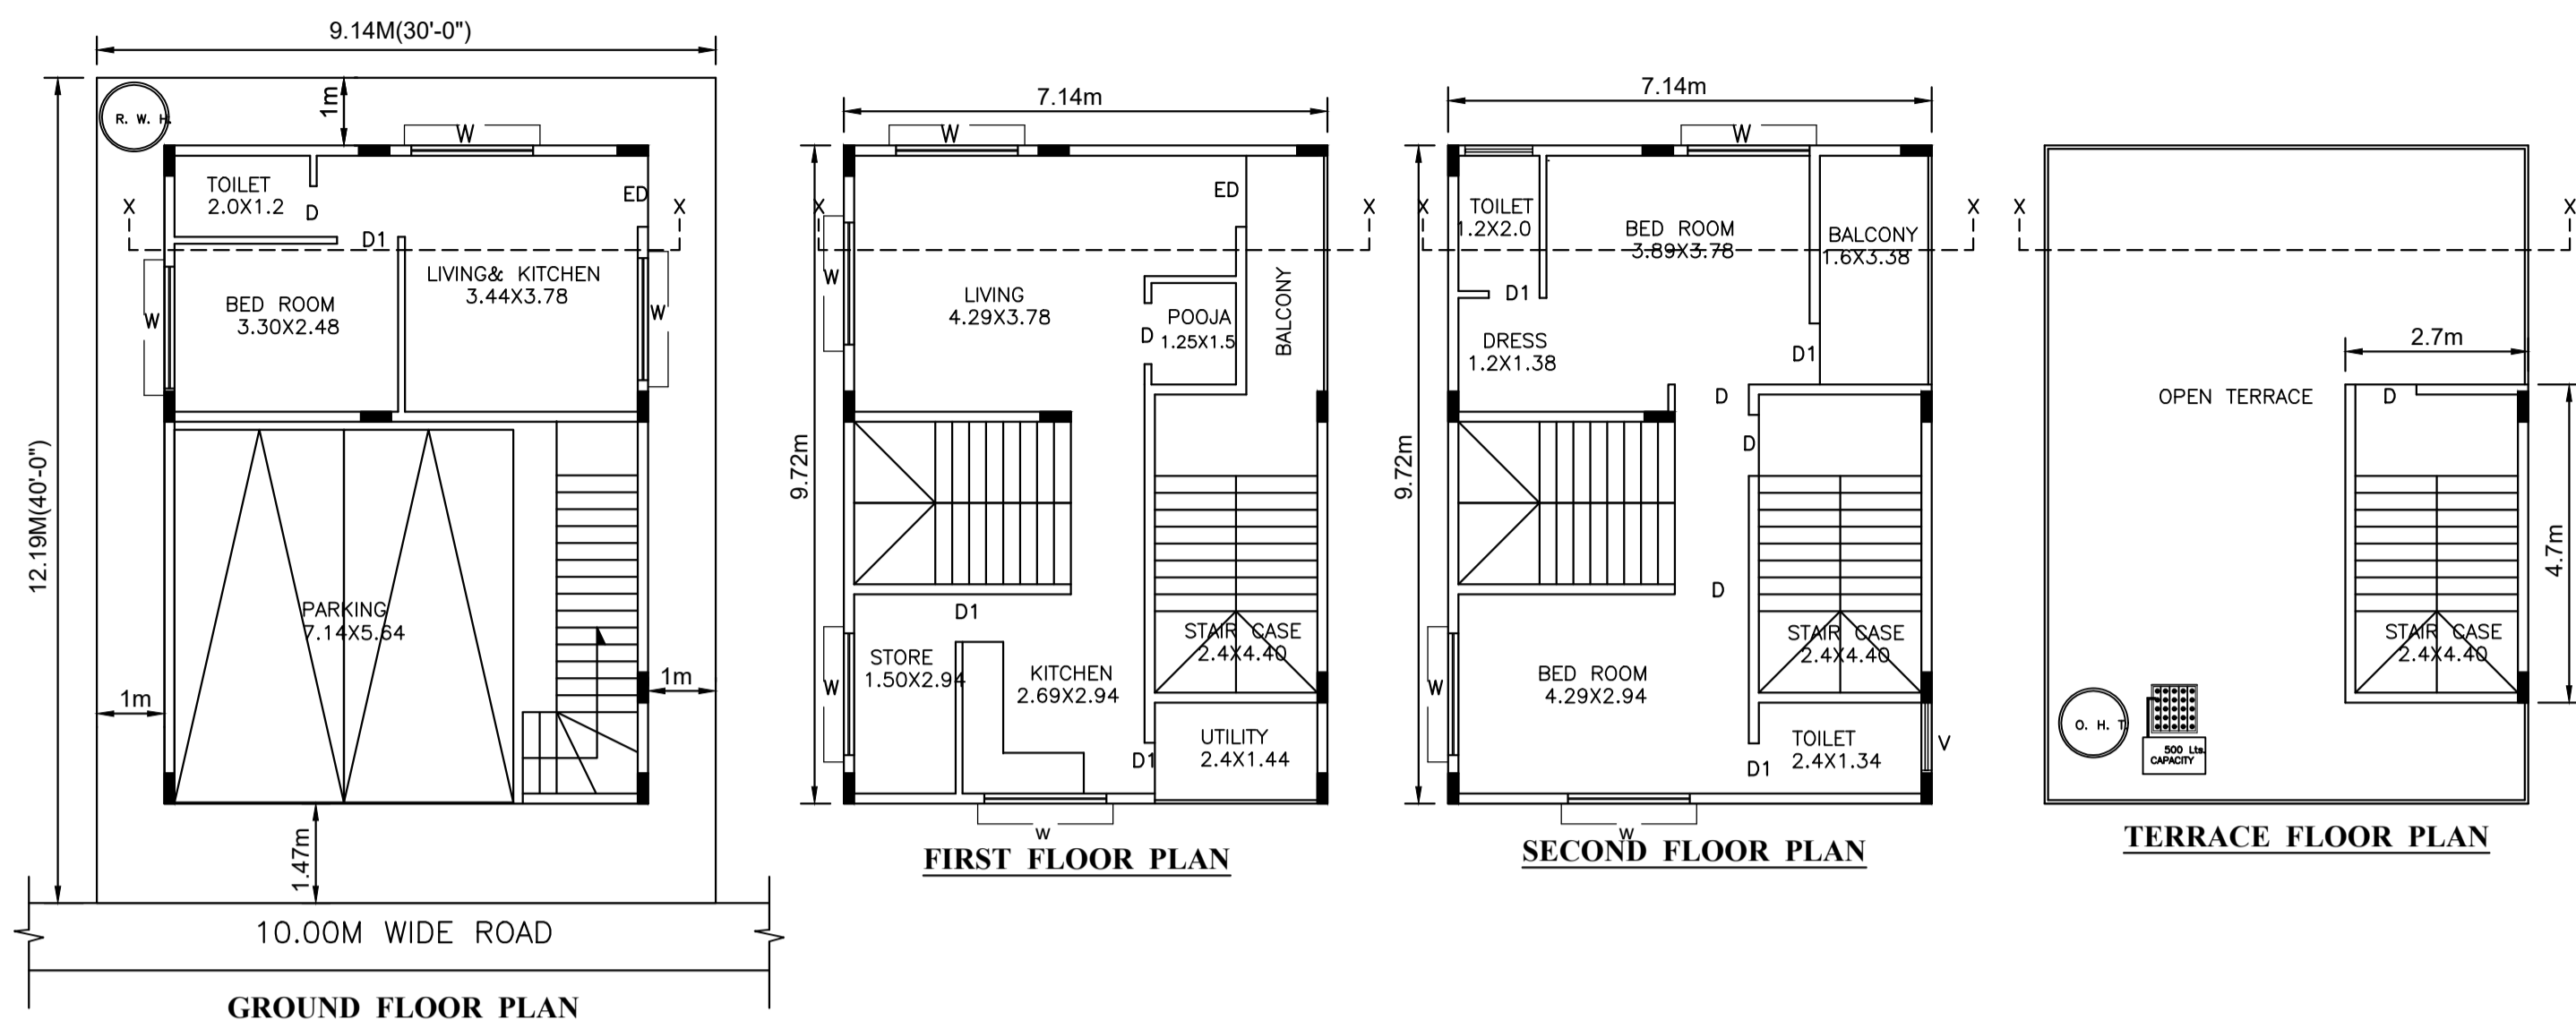 9.14M(30'-0")
12.19M(40'-0")
1m
R. W. H.
W
TOILET
2.0X1.2
D
ED
X
X
D1
LIVING& KITCHEN
3.44X3.78
BED ROOM
3.30X2.48
W
W
PARKING
7.14X5.64
1m
1m
1.47m
10.00M WIDE ROAD
GROUND FLOOR PLAN
7.14m
9.72m
W
ED
X
X
W
LIVING
4.29X3.78
D
POOJA
1.25X1.5
BALCONY
D1
STORE
1.50X2.94
W
KITCHEN
2.69X2.94
STAIR CASE
2.4X4.40
D1
UTILITY
2.4X1.44
w
FIRST FLOOR PLAN
7.14m
9.72m
W
TOILET
1.2X2.0
X
X
BED ROOM
3.89X3.78
BALCONY
1.6X3.38
D1
DRESS
1.2X1.38
D1
D
D
D
BED ROOM
4.29X2.94
W
STAIR CASE
2.4X4.40
TOILET
2.4X1.34
D1
V
w
SECOND FLOOR PLAN
X
X
2.7m
OPEN TERRACE
D
4.7m
STAIR CASE
2.4X4.40
O. H. T.
500 Lts.
CAPACITY
TERRACE FLOOR PLAN